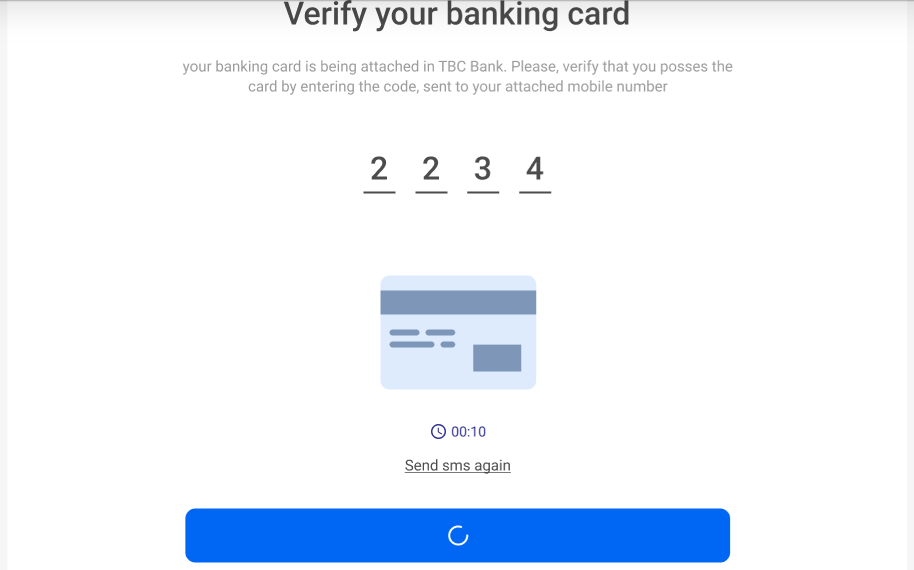 Verify your banking card
your banking card is being attached in TBC Bank. Please, verify that you posses the
card by entering the code, sent to your attached mobile number
2 2 3 4
00:10
Send sms again